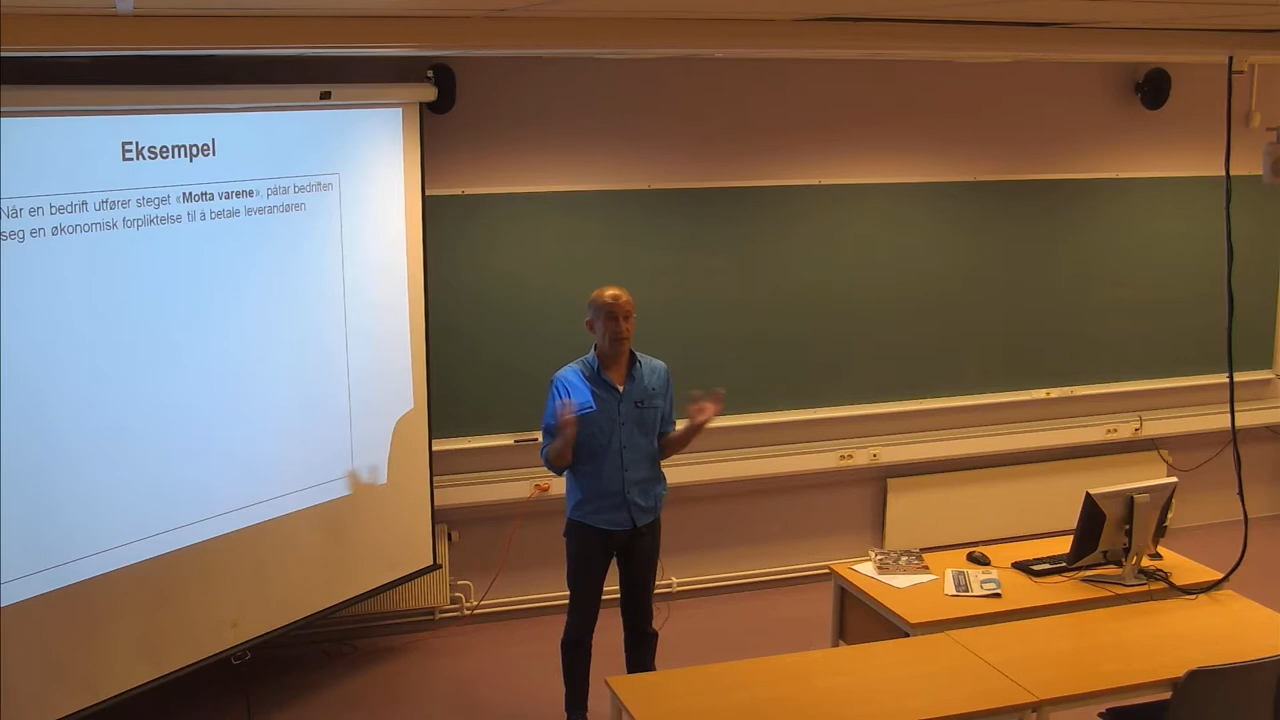 Eksempel
Når en bedrift utfører steget «Motta varene», påtar bedriften
seg en økonomisk forpliktelse til å betale leverandøren